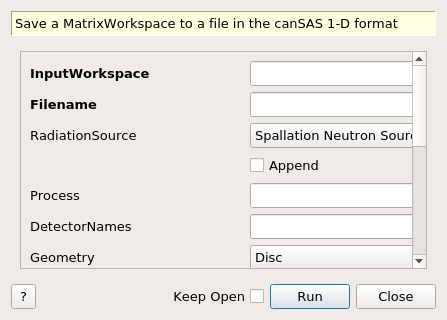 Save a MatrixWorkspace to a file in the canSAS 1-D format
InputWorkspace
Filename
RadiationSource Spallation Neutron Sour
Append
Process
DetectorNames
Geometry Disc
? Keep Open Run Close